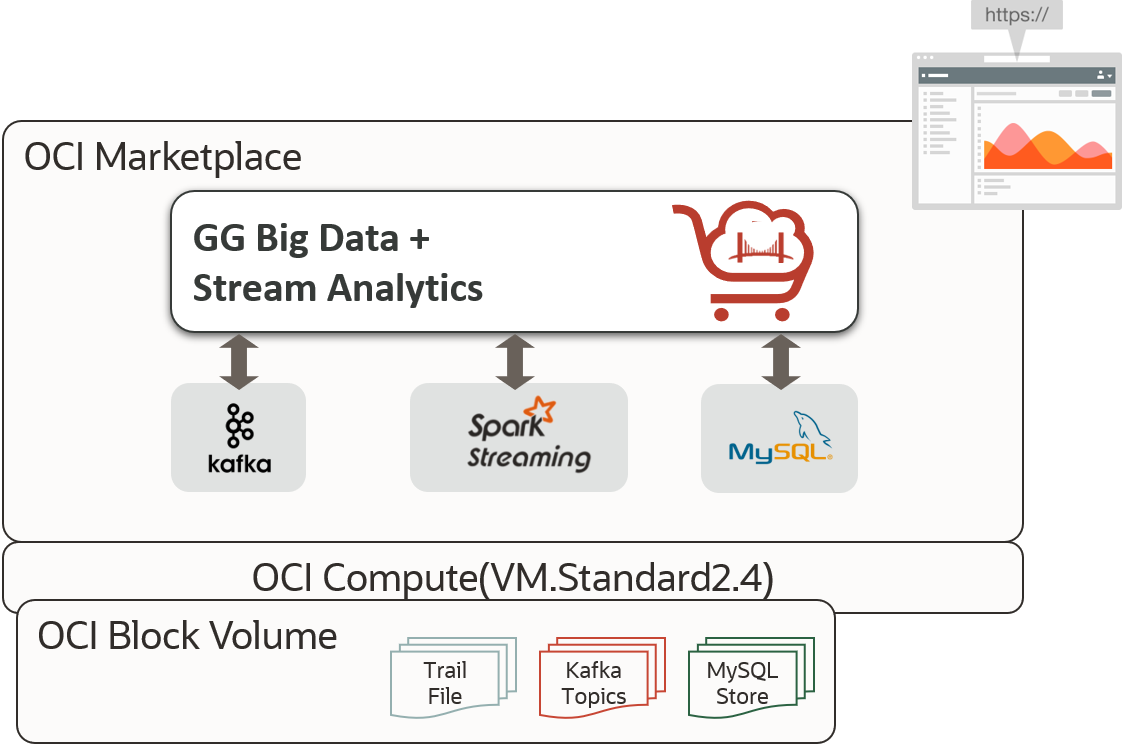 https://
OCI Marketplace
GG Big Data +
Stream Analytics
kafka
Spark
Streaming
MySQL®
OCI Compute(VM.Standard2.4)
OCI Block Volume
Trail
File
Kafka
Topics
MySQL
Store